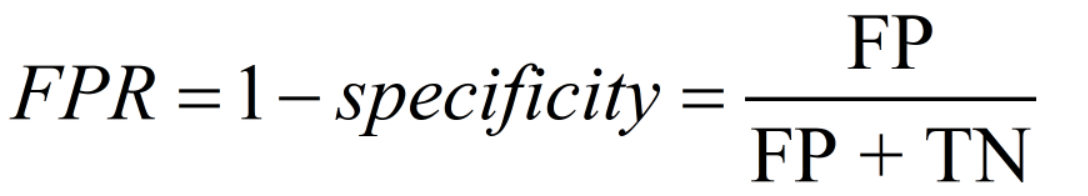 FPR = 1 − specificity = FP
FP + TN